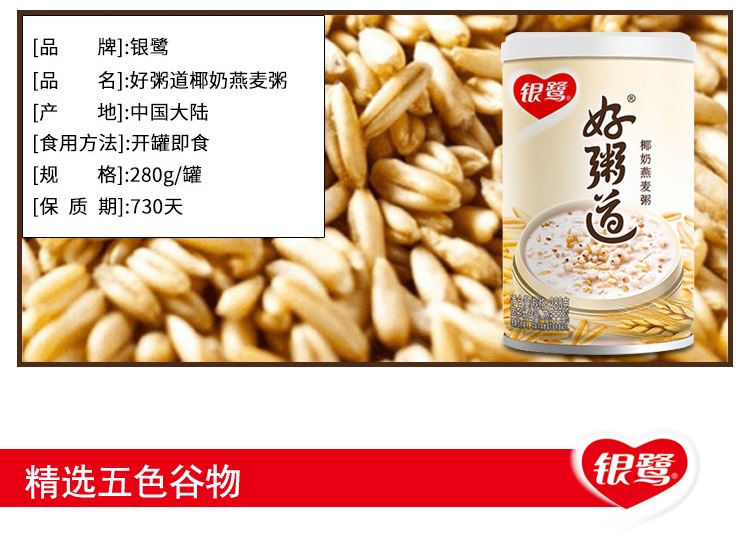 [品 牌]:银鹭
[品 名]:好粥道椰奶燕麦粥
[产 地]:中国大陆
[食用方法]:开罐即食
[规 格]:280g/罐
[保 质 期]:730天
银鹭®
好粥道®
椰奶燕麦粥
精选五色谷物
银鹭®